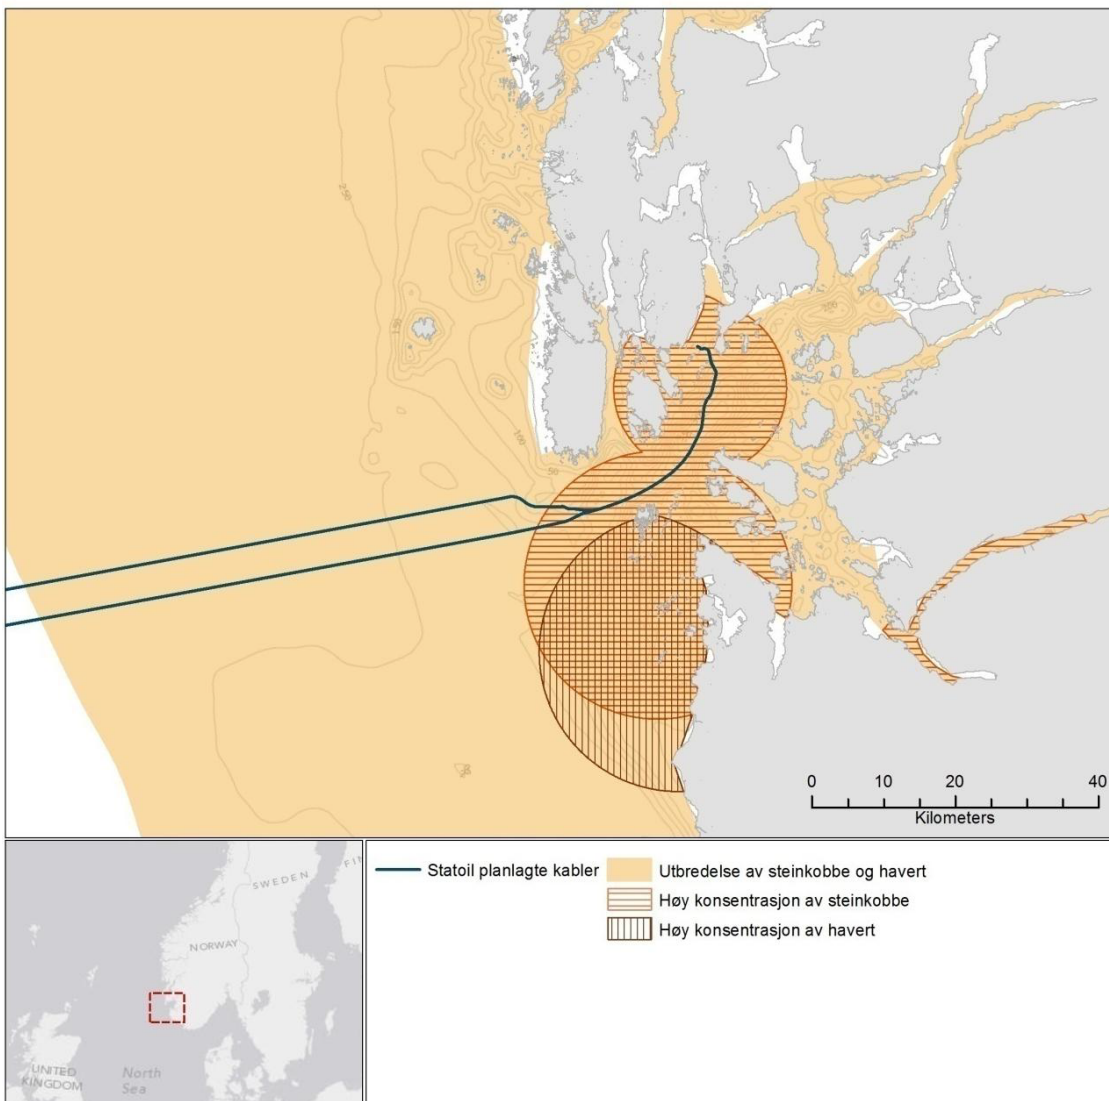 250
150
100
50
0 10 20 40
Kilometers
SWEDEN
FIN
NORWAY
UNITED
KINGDOM
North
Sea
Statoil planlagte kabler
Utbredelse av steinkobbe og havert
Høy konsentrasjon av steinkobbe
Høy konsentrasjon av havert